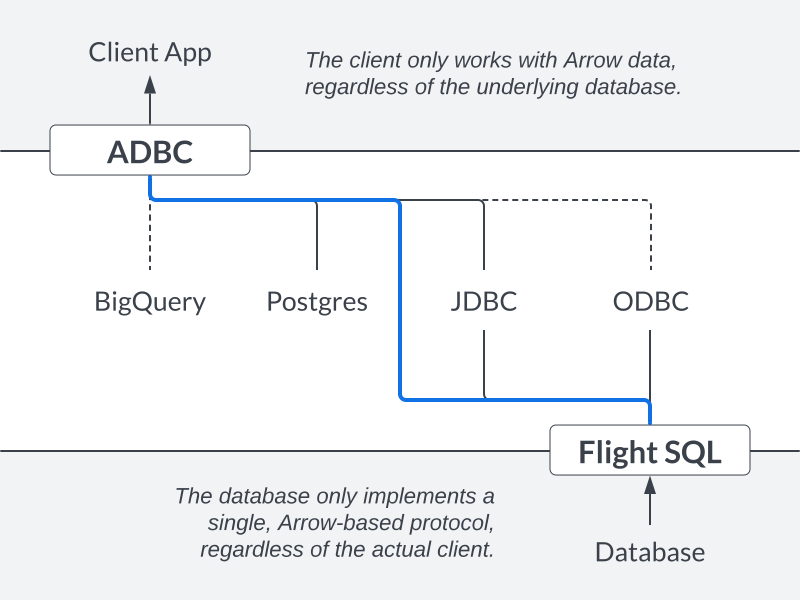 Client App
The client only works with Arrow data,
regardless of the underlying database.
ADBC
BigQuery
Postgres
JDBC
ODBC
Flight SQL
The database only implements a
single, Arrow-based protocol,
regardless of the actual client.
Database